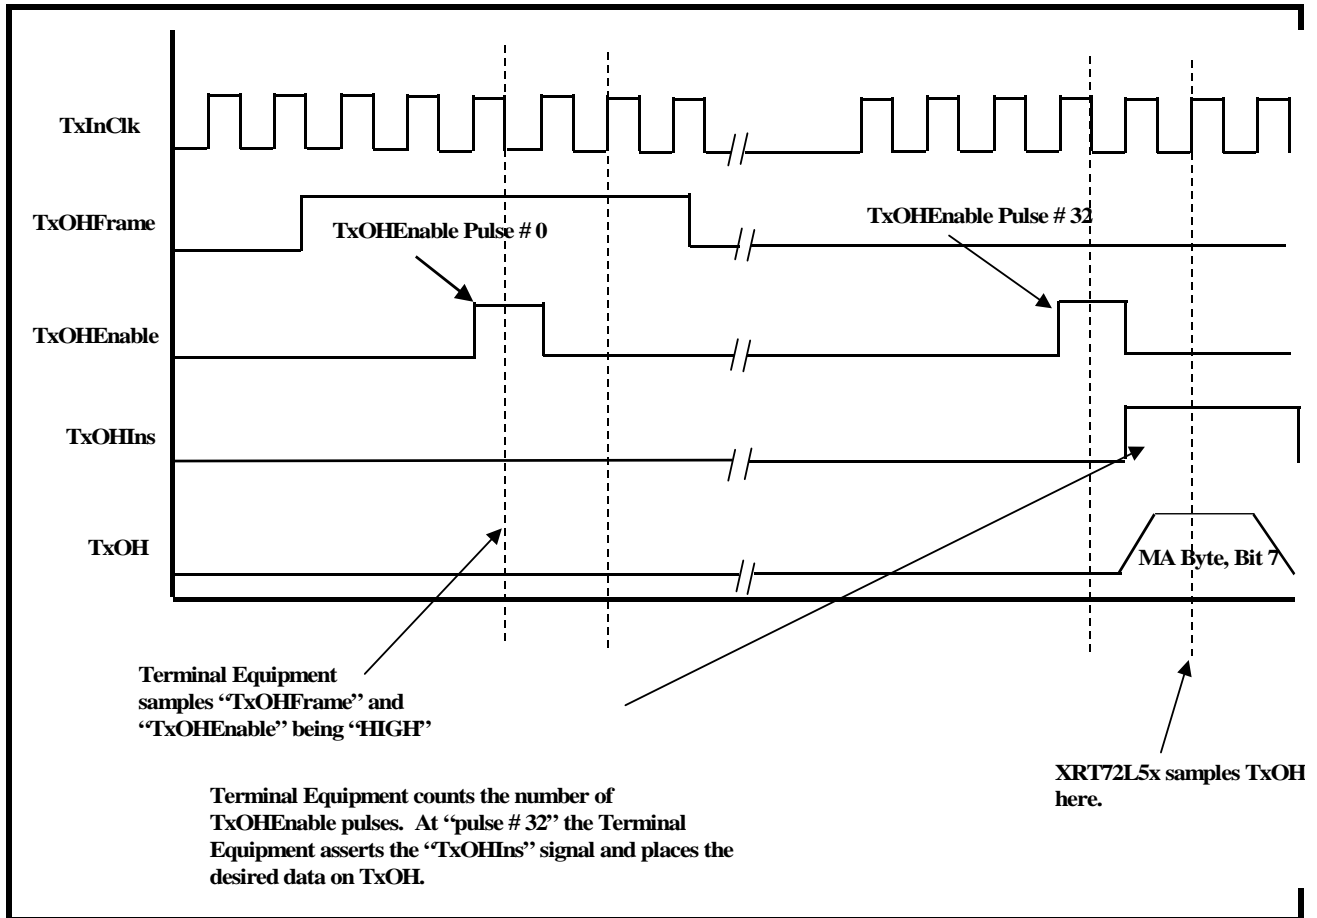 TxInClk
TxOHFrame
TxOHEnable Pulse # 0
TxOHEnable Pulse # 32
TxOHEnable
TxOHIns
TxOH
MA Byte, Bit 7
Terminal Equipment
samples “TxOHFrame” and
“TxOHEnable” being “HIGH”
XRT72L5x samples TxOH
here.
Terminal Equipment counts the number of
TxOHEnable pulses. At “pulse # 32” the Terminal
Equipment asserts the “TxOHIns” signal and places the
desired data on TxOH.